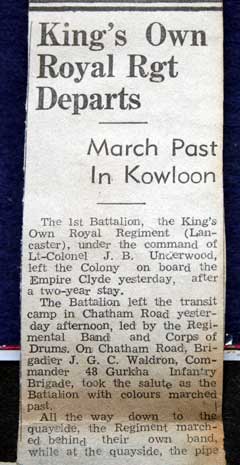 King's Own
Royal Rgt
Departs
March Past
In Kowloon
The 1st Battalion, the King's
Own Royal Regiment (Lan-
caster), under the command of
Lt-Colonel J. B. Underwood,
left the Colony on board the
Empire Clyde yesterday, after
a two-year stay.
The Battalion left the transit
camp in Chatham Road yester-
day afternoon, led by the Regi-
mental Band and Corps of
Drums. On Chatham Road, Bri-
gadier J. G. C. Waldron, Com-
mander 48 Gurkha Infantry
Brigade, took the salute as the
Battalion with colours marched
past.
All the way down to the
quayside, the Regiment march-
ed behind their own band,
while at the quayside, the pipe